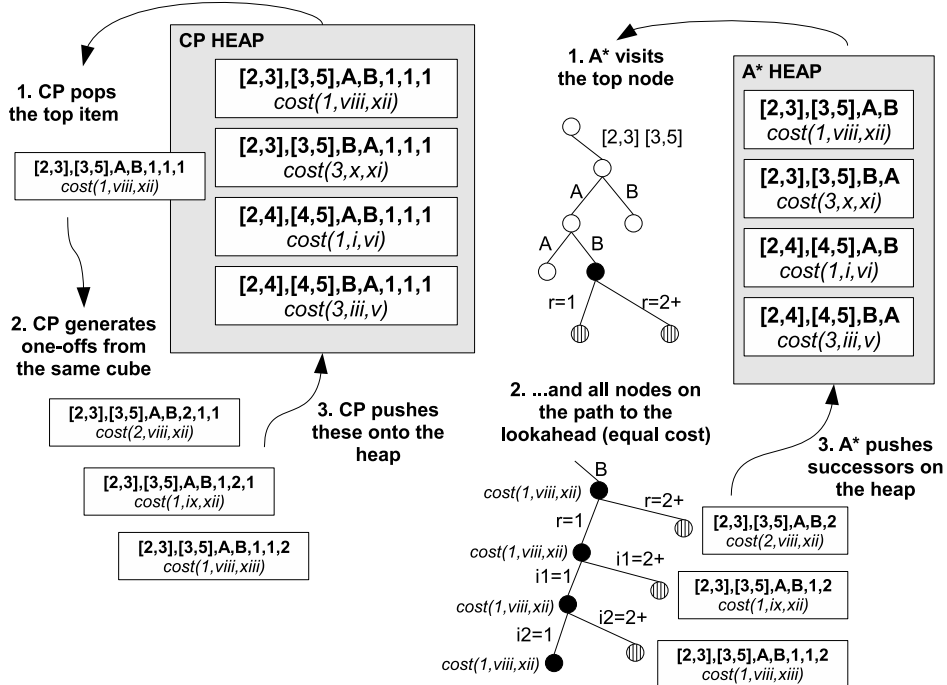 CP HEAP
[2,3],[3,5],A,B,1,1,1
cost(1,viii,xii)
[2,3],[3,5],B,A,1,1,1
cost(3,x,xi)
[2,4],[4,5],A,B,1,1,1
cost(1,i,vi)
[2,4],[4,5],B,A,1,1,1
cost(3,iii,v)
1. CP pops
the top item
[2,3],[3,5],A,B,1,1,1
cost(1,viii,xii)
2. CP generates
one-offs from
the same cube
[2,3],[3,5],A,B,2,1,1
cost(2,viii,xii)
[2,3],[3,5],A,B,1,2,1
cost(1,ix,xii)
[2,3],[3,5],A,B,1,1,2
cost(1,viii,xiii)
3. CP pushes
these onto the
heap
1. A* visits
the top node
[2,3] [3,5]
A
B
A
B
r=1
r=2+
A* HEAP
[2,3],[3,5],A,B
cost(1,viii,xii)
[2,3],[3,5],B,A
cost(3,x,xi)
[2,4],[4,5],A,B
cost(1,i,vi)
[2,4],[4,5],B,A
cost(3,iii,v)
2. ...and all nodes on
the path to the
lookahead (equal cost)
3. A* pushes
successors on
the heap
B
cost(1,viii,xii)
r=2+
r=1
[2,3],[3,5],A,B,2
cost(2,viii,xii)
cost(1,viii,xii)
i1=2+
i1=1
[2,3],[3,5],A,B,1,2
cost(1,ix,xii)
cost(1,viii,xii)
i2=2+
i2=1
[2,3],[3,5],A,B,1,1,2
cost(1,viii,xiii)
cost(1,viii,xii)